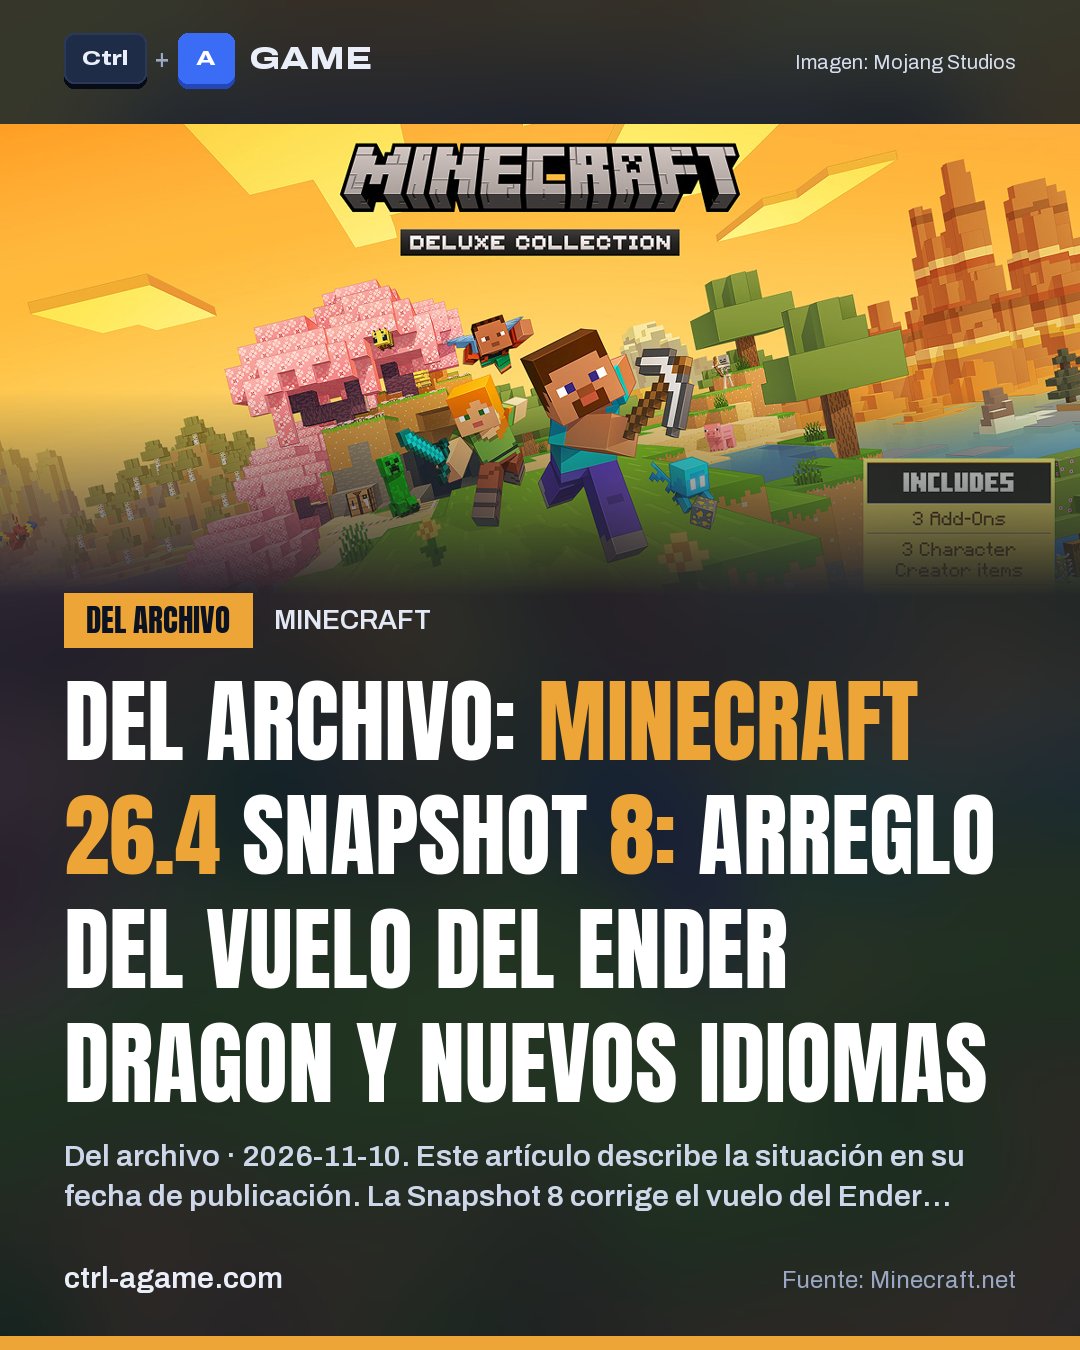 Ctrl + A GAME
Imagen: Mojang Studios
MINECRAFT
DELUXE COLLECTION
INCLUDES
3 Add-Ons
3 Character
Creator items
DEL ARCHIVO MINECRAFT
DEL ARCHIVO: MINECRAFT
26.4 SNAPSHOT 8: ARREGLO
DEL VUELO DEL ENDER
DRAGON Y NUEVOS IDIOMAS
Del archivo · 2026-11-10. Este artículo describe la situación en su
fecha de publicación. La Snapshot 8 corrige el vuelo del Ender...
ctrl-agame.com
Fuente: Minecraft.net